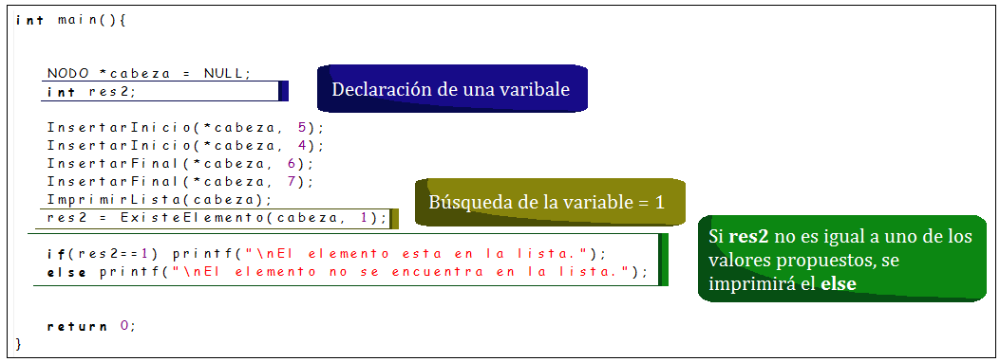 int main(){
NODO *cabeza = NULL;
int res2;
Declaración de una varibale
InsertarInicio(*cabeza, 5);
InsertarInicio(*cabeza, 4);
InsertarFinal(*cabeza, 6);
InsertarFinal(*cabeza, 7);
ImprimirLista(cabeza);
res2 = ExisteElemento(cabeza, 1);
Búsqueda de la variable = 1
if(res2==1) printf("\nEl elemento esta en la lista.");
else printf("\nEl elemento no se encuentra en la lista.");
Si res2 no es igual a uno de los
valores propuestos, se
imprimirá el else
return 0;
}